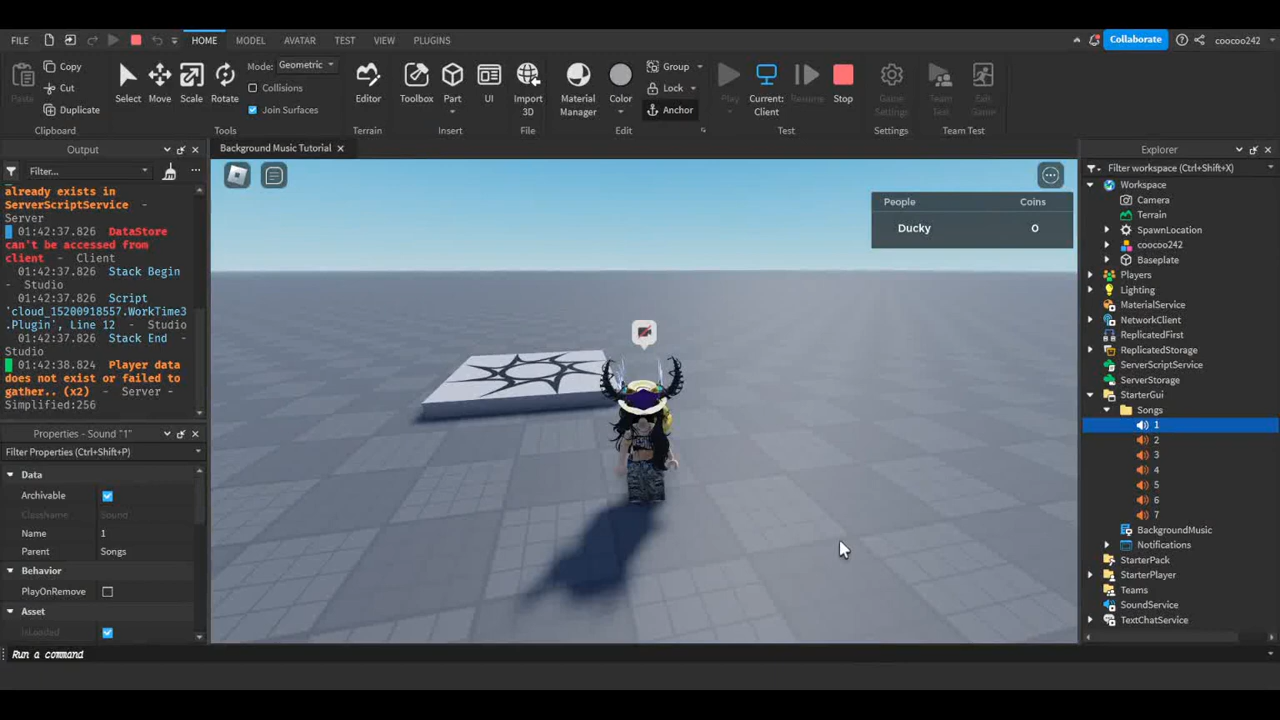 FILE HOME MODEL AVATAR TEST VIEW PLUGINS Collaborate coocoo242
Paste Copy Cut Duplicate
Select Move Scale Rotate
Mode: Geometric
Collisions
Join Surfaces
Editor Toolbox Part UI Import 3D
Material Manager Color
Group
Lock
Anchor
Play Current: Client Resume Stop
Game Settings Team Test Exit Game
Clipboard Tools Terrain Insert File Edit Test Settings Team Test
Output
Filter...
already exists in
ServerScriptService -
Server
01:42:37.826 DataStore
can't be accessed from
client - Client
01:42:37.826 Stack Begin
- Studio
01:42:37.826 Script
'cloud_15200918557.WorkTime3
.Plugin', Line 12 - Studio
01:42:37.826 Stack End -
Studio
01:42:38.824 Player data
does not exist or failed to
gather.. (x2) - Server -
Simplified:256
Properties - Sound "1"
Filter Properties (Ctrl+Shift+P)
Data
Archivable
ClassName Sound
Name 1
Parent Songs
Behavior
PlayOnRemove
Asset
IsLoaded
Background Music Tutorial
People Coins
Ducky 0
Explorer
Filter workspace (Ctrl+Shift+X)
Workspace
Camera
Terrain
SpawnLocation
coocoo242
Baseplate
Players
Lighting
MaterialService
NetworkClient
ReplicatedFirst
ReplicatedStorage
ServerScriptService
ServerStorage
StarterGui
Songs
1
2
3
4
5
6
7
BackgroundMusic
Notifications
StarterPack
StarterPlayer
Teams
SoundService
TextChatService
Run a command